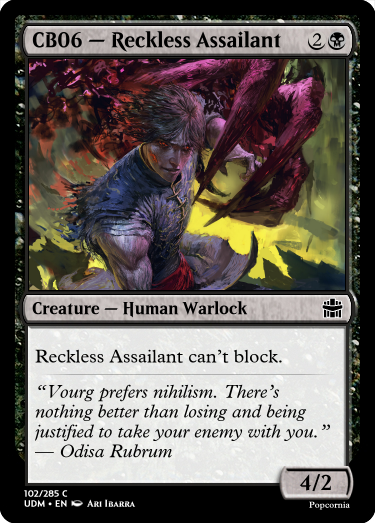 CB06 — Reckless Assailant 2
Creature — Human Warlock
Reckless Assailant can't block.
“Vourg prefers nihilism. There's
nothing better than losing and being
justified to take your enemy with you.”
— Odisa Rubrum
4/2
102/285 C
UDM • EN Ari Ibarra
Popcornia